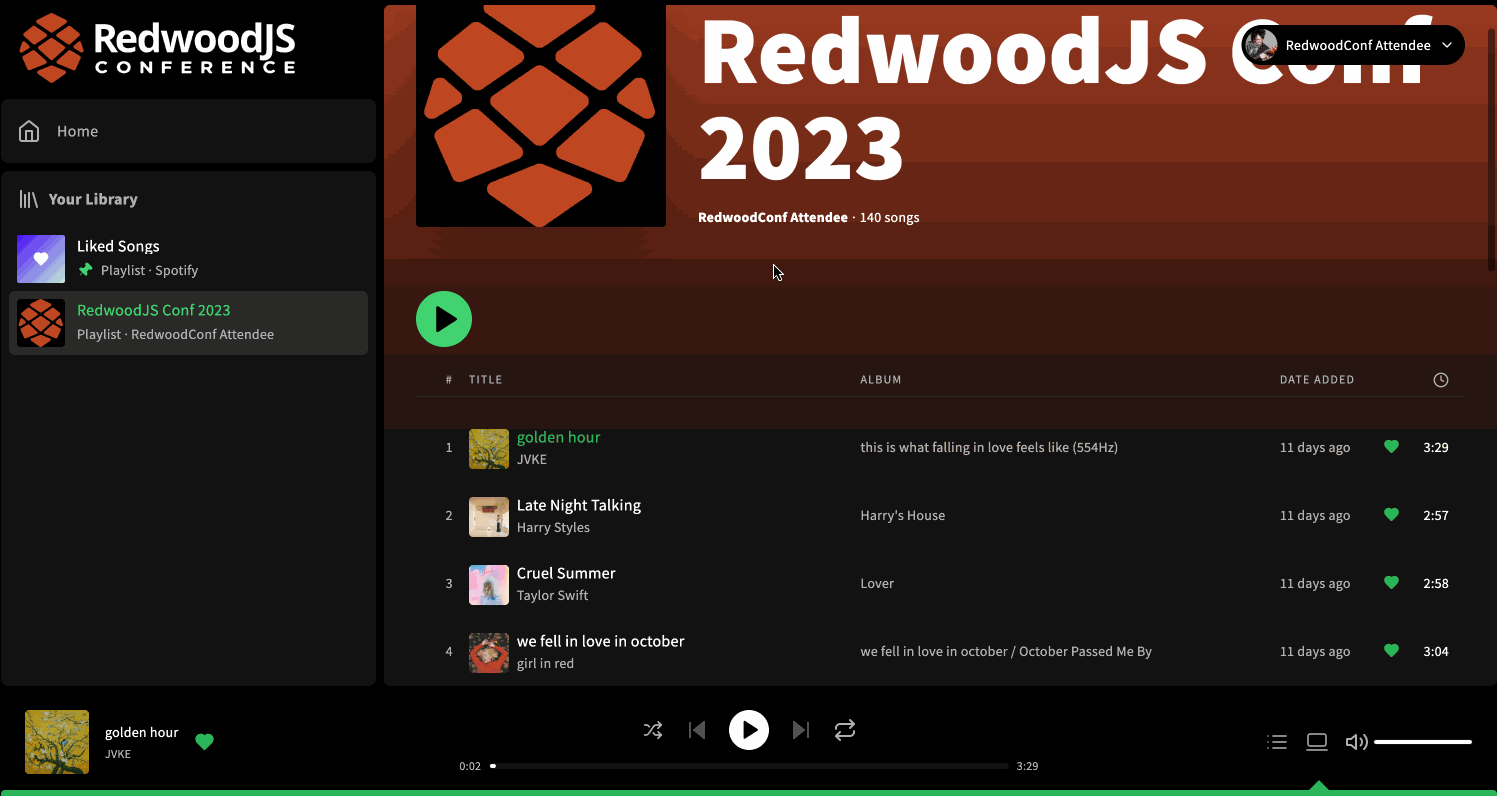 RedwoodJS
CONFERENCE
Home
Your Library
Liked Songs
Playlist · Spotify
RedwoodJS Conf 2023
Playlist · RedwoodConf Attendee
RedwoodJS Conf
2023
RedwoodConf Attendee
RedwoodConf Attendee · 140 songs
# TITLE ALBUM DATE ADDED
1 golden hour this is what falling in love feels like (554Hz) 11 days ago 3:29
JVKE
2 Late Night Talking Harry's House 11 days ago 2:57
Harry Styles
3 Cruel Summer Lover 11 days ago 2:58
Taylor Swift
4 we fell in love in october we fell in love in october / October Passed Me By 11 days ago 3:04
girl in red
golden hour
JVKE
0:02 3:29